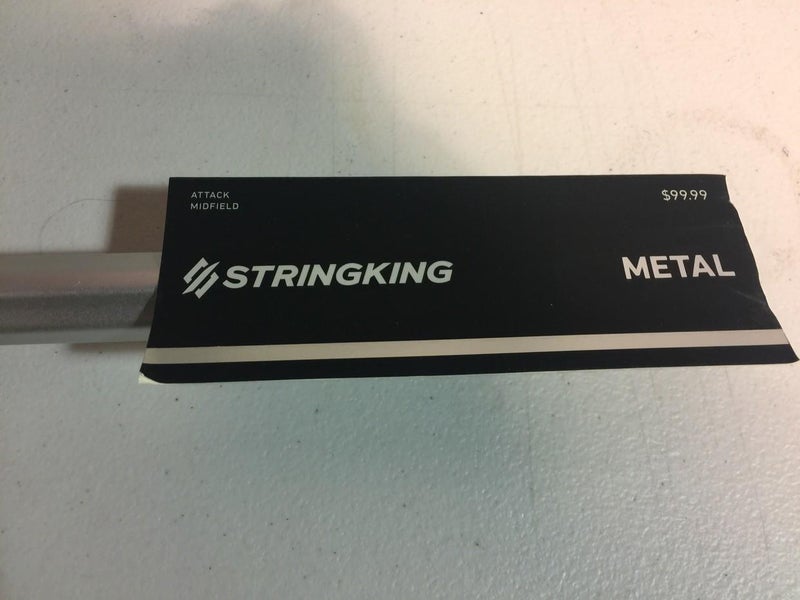 ATTACK
MIDFIELD
$99.99
STRINGKING
METAL